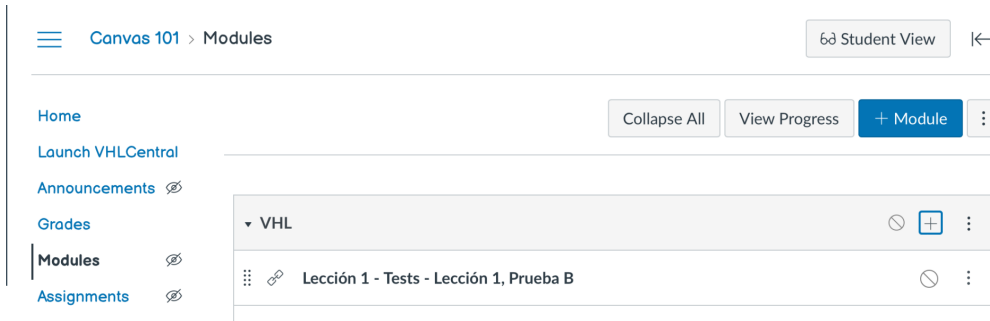 Canvas 101 > Modules
Student View
Collapse All
View Progress
+ Module
Home
Launch VHLCentral
Announcements
Grades
Modules
Assignments
VHL
Lección 1 - Tests - Lección 1, Prueba B